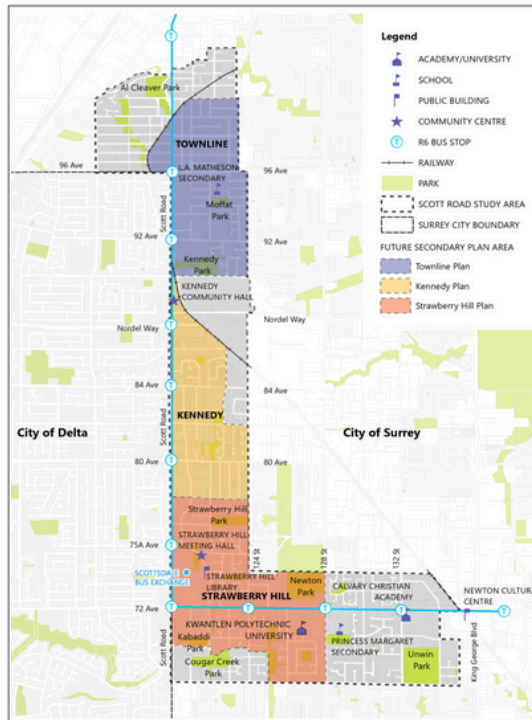 Legend
ACADEMY/UNIVERSITY
SCHOOL
PUBLIC BUILDING
COMMUNITY CENTRE
T
R6 BUS STOP
RAILWAY
PARK
SCOTT ROAD STUDY AREA
SURREY CITY BOUNDARY
FUTURE SECONDARY PLAN AREA
Townline Plan
Kennedy Plan
Strawberry Hill Plan
T
Al Cleaver Park
TOWNLINE
96 Ave
T
96 Ave
L.A. MATHESON
SECONDARY
Scott Road
Moffat
Park
92 Ave
T
92 Ave
Kennedy
Park
KENNEDY
COMMUNITY HALL
Nordel Way
T
Nordel Way
84 Ave
T
84 Ave
KENNEDY
City of Delta
Scott Road
City of Surrey
80 Ave
T
80 Ave
Strawberry Hill
Park
STRAWBERRY HILL
MEETING HALL
75A Ave
T
124 St
128 St
132 St
SCOTTSDALE
BUS EXCHANGE
STRAWBERRY HILL
LIBRARY
Newton
Park
CALVARY CHRISTIAN
ACADEMY
NEWTON CULTURAL
CENTRE
STRAWBERRY HILL
72 Ave
T
T
T
T
T
KWANTLEN POLYTECHNIC
UNIVERSITY
Kabaddi
Park
PRINCESS MARGARET
SECONDARY
Unwin
Park
King George Blvd
Scott Road
Cougar Creek
Park